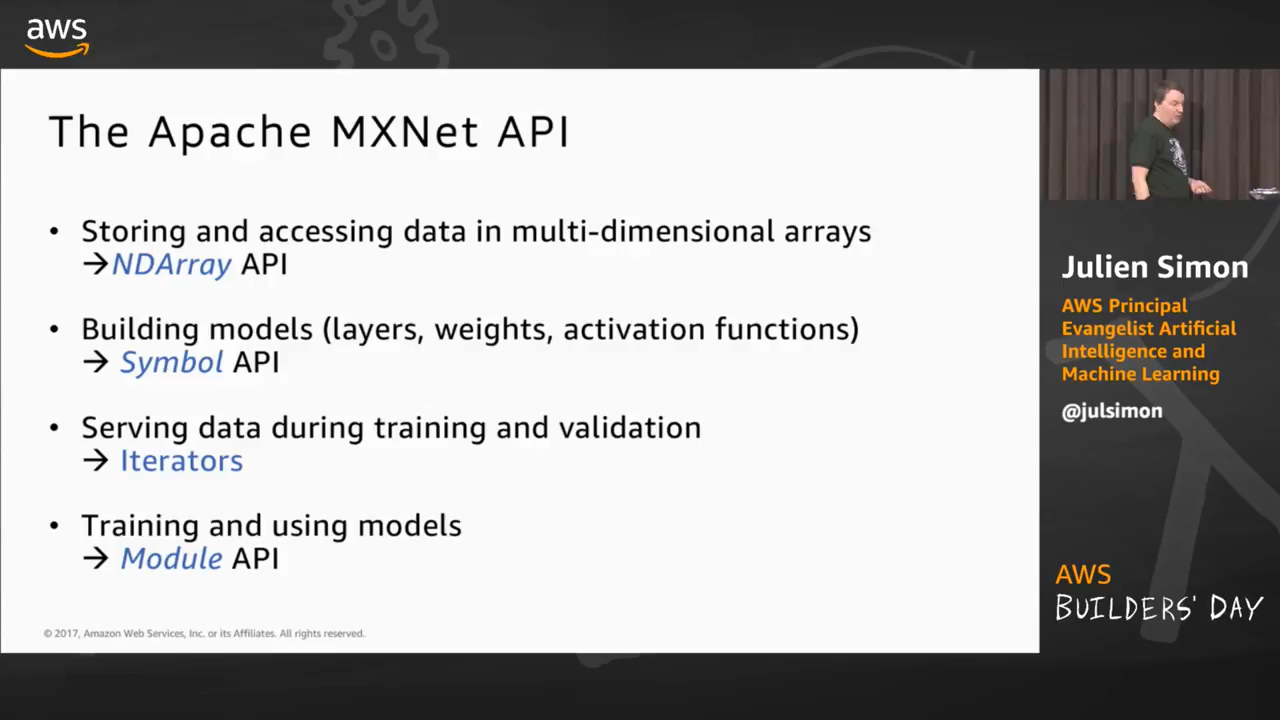 aws
The Apache MXNet API
• Storing and accessing data in multi-dimensional arrays
→NDArray API
• Building models (layers, weights, activation functions)
→ Symbol API
• Serving data during training and validation
→ Iterators
• Training and using models
→ Module API
© 2017, Amazon Web Services, Inc. or its Affiliates. All rights reserved.
Julien Simon
AWS Principal
Evangelist Artificial
Intelligence and
Machine Learning
@julsimon
AWS
BUILDERS' DAY